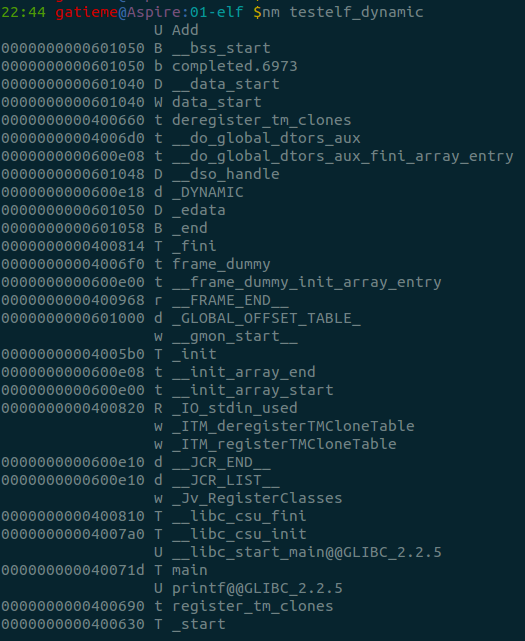 22:44 gatieme@Aspire:01-elf $nm testelf_dynamic
                 U Add
0000000000601050 B __bss_start
0000000000601050 b completed.6973
0000000000601040 D __data_start
0000000000601040 W data_start
0000000000400660 t deregister_tm_clones
00000000004006d0 t __do_global_dtors_aux
0000000000600e08 t __do_global_dtors_aux_fini_array_entry
0000000000601048 D __dso_handle
0000000000600e18 d _DYNAMIC
0000000000601050 D _edata
0000000000601058 B _end
0000000000400814 T _fini
00000000004006f0 t frame_dummy
0000000000600e00 t __frame_dummy_init_array_entry
0000000000400968 r __FRAME_END__
0000000000601000 d _GLOBAL_OFFSET_TABLE_
                 w __gmon_start__
00000000004005b0 T _init
0000000000600e08 t __init_array_end
0000000000600e00 t __init_array_start
0000000000400820 R _IO_stdin_used
                 w _ITM_deregisterTMCloneTable
                 w _ITM_registerTMCloneTable
0000000000600e10 d __JCR_END__
0000000000600e10 d __JCR_LIST__
                 w _Jv_RegisterClasses
0000000000400810 T __libc_csu_fini
00000000004007a0 T __libc_csu_init
                 U __libc_start_main@@GLIBC_2.2.5
000000000040071d T main
                 U printf@@GLIBC_2.2.5
0000000000400690 t register_tm_clones
0000000000400630 T _start